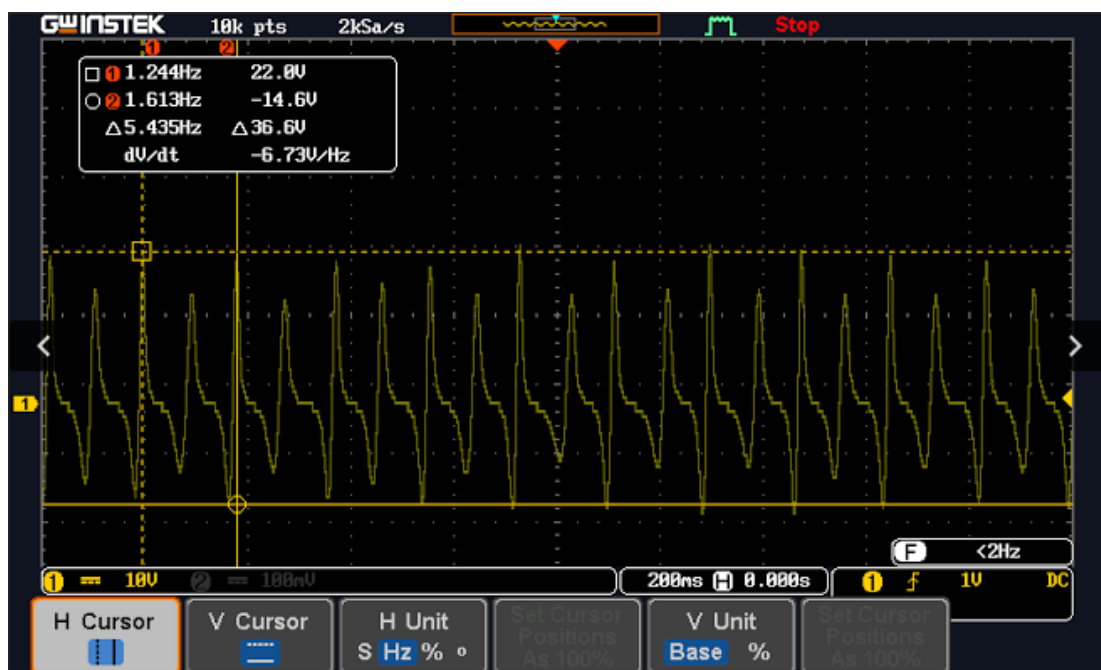 GWINSTEK 10k pts 2kSa/s Stop
1 2
1 1.244Hz 22.0V
2 1.613Hz -14.6V
△5.435Hz △36.6V
dV/dt -6.73V/Hz
1
F <2Hz
1 10V 2 100mV 200ms H 0.000s 1 1V DC
H Cursor V Cursor H Unit Set Cursor Positions As 100% V Unit Set Cursor Positions As 100%
S Hz % ° Base %